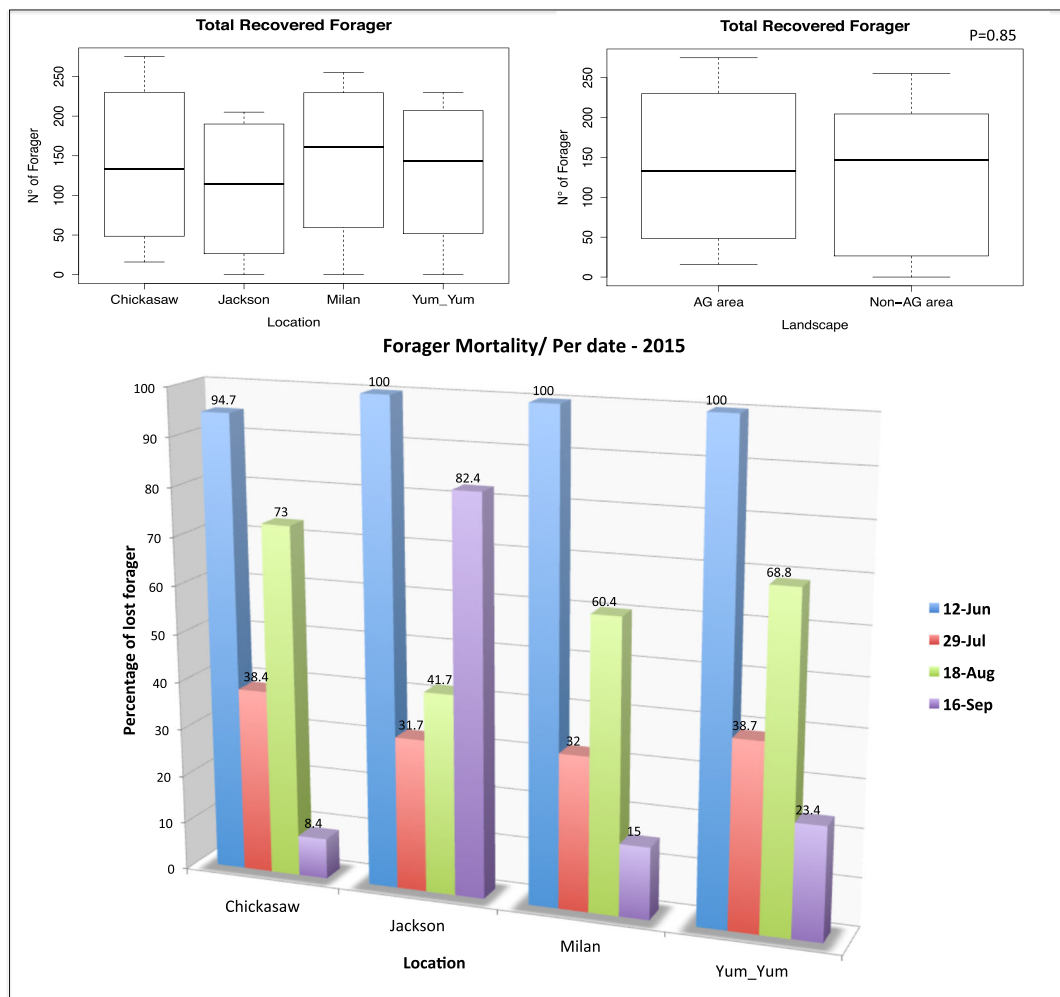 Total Recovered Forager
N° of Forager
250
200
150
100
50
0
Chickasaw Jackson Milan Yum_Yum
Location
Total Recovered Forager
P=0.85
N° of Forager
250
200
150
100
50
0
AG area Non-AG area
Landscape
Forager Mortality/ Per date - 2015
Percentage of lost forager
100
90
80
70
60
50
40
30
20
10
0
94.7
38.4
73
8.4
100
31.7
41.7
82.4
100
32
60.4
15
100
38.7
68.8
23.4
Chickasaw
Jackson
Milan
Yum_Yum
Location
12-Jun
29-Jul
18-Aug
16-Sep